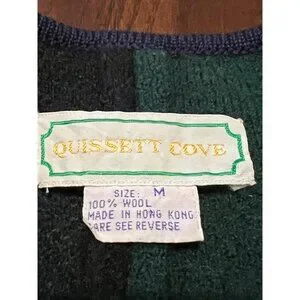 QUISSETT COVE
SIZE: M
100% WOOL
MADE IN HONG KONG
CARE SEE REVERSE